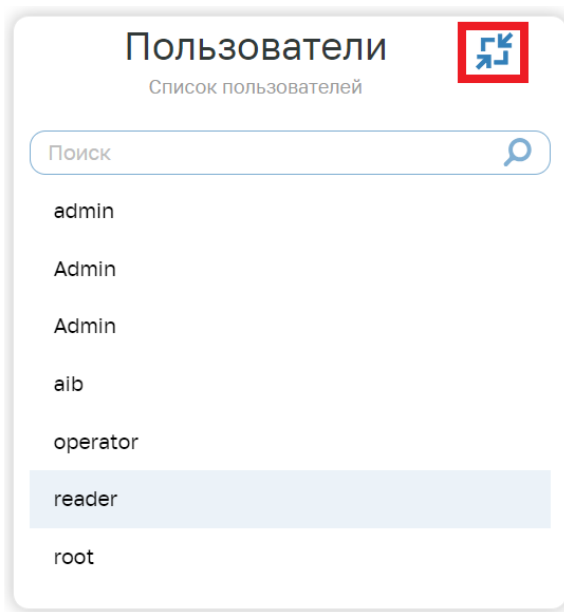 Пользователи
Список пользователей
Поиск
admin
Admin
Admin
aib
operator
reader
root